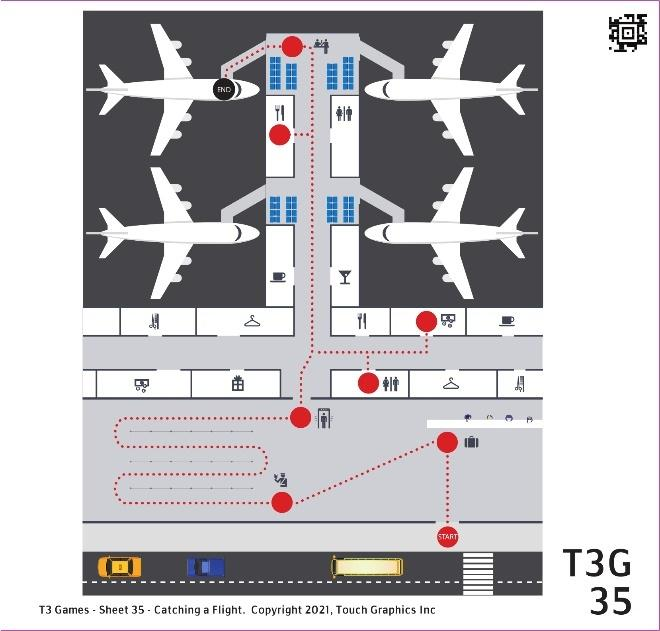 END
START
T3G
35
T3 Games - Sheet 35 - Catching a Flight. Copyright 2021, Touch Graphics Inc